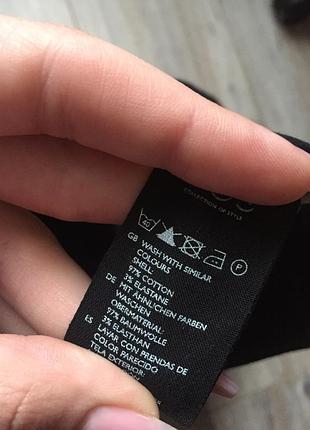 COLLECTION OF STYLE
40 P
GB WASH WITH SIMILAR
COLOURS
SHELL:
97% COTTON
3% ELASTANE
DE MIT ÄHNLICHEN FARBEN
WASCHEN
OBERMATERIAL:
97% BAUMWOLLE
3% ELASTHAN
ES LAVAR CON PRENDAS DE
COLOR PARECIDO
TELA EXTERIOR: